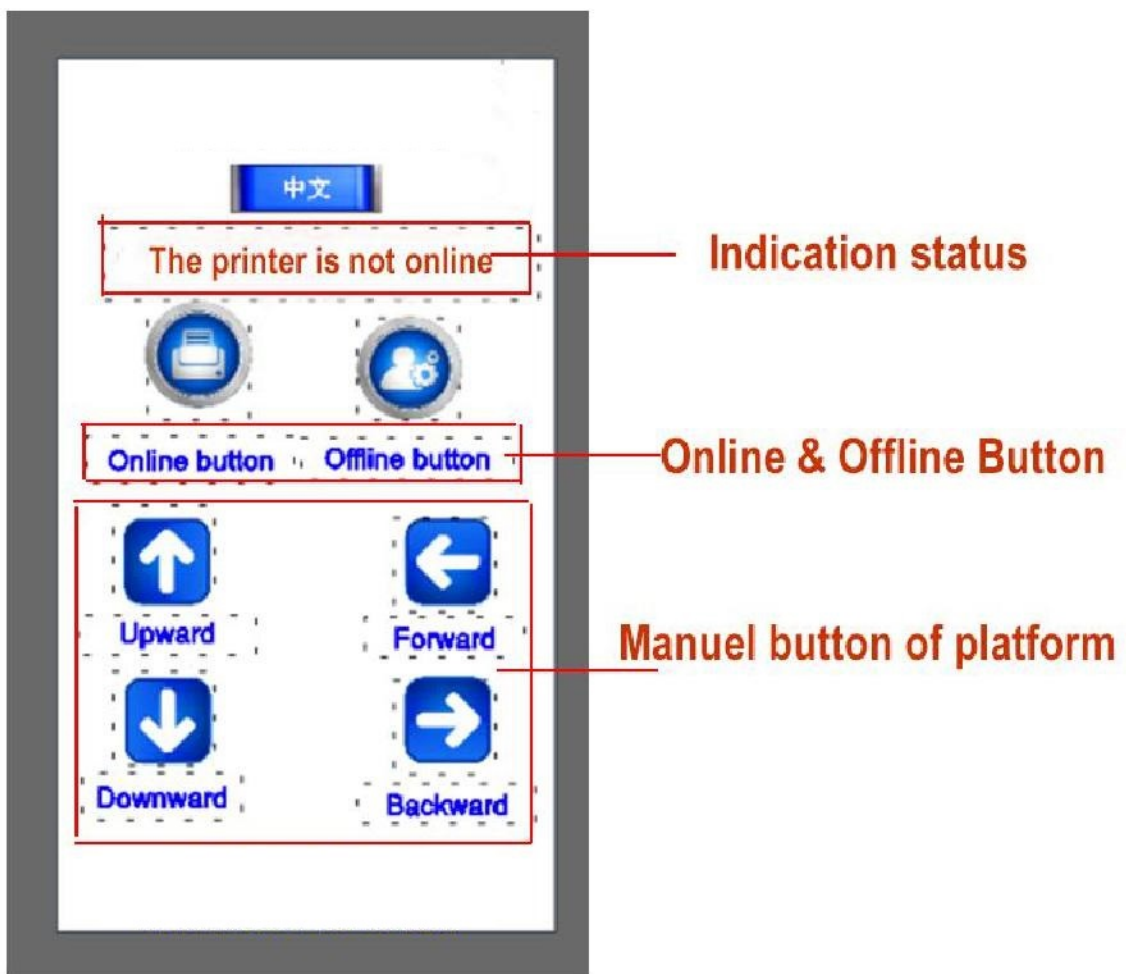 中文
The printer is not online
Indication status
Online button
Offline button
Online & Offline Button
Upward
Forward
Manuel button of platform
Downward
Backward